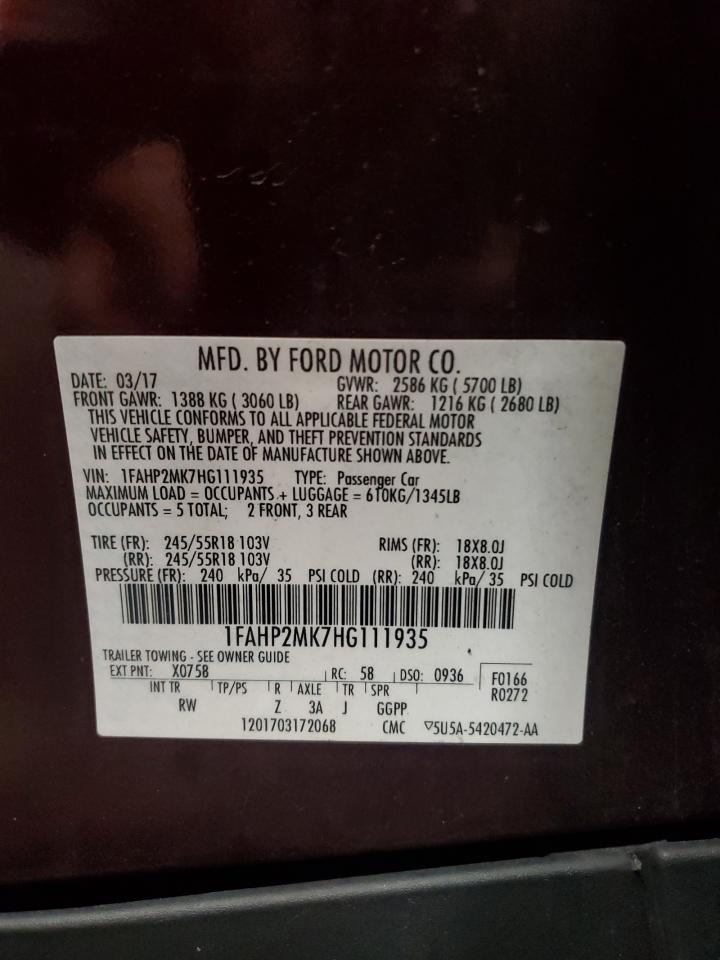 MFD. BY FORD MOTOR CO.
DATE: 03/17 GVWR: 2586 KG ( 5700 LB)
FRONT GAWR: 1388 KG ( 3060 LB) REAR GAWR: 1216 KG ( 2680 LB)
THIS VEHICLE CONFORMS TO ALL APPLICABLE FEDERAL MOTOR
VEHICLE SAFETY, BUMPER, AND THEFT PREVENTION STANDARDS
IN EFFECT ON THE DATE OF MANUFACTURE SHOWN ABOVE.
VIN: 1FAHP2MK7HG111935 TYPE: Passenger Car
MAXIMUM LOAD = OCCUPANTS + LUGGAGE = 610KG/1345LB
OCCUPANTS = 5 TOTAL; 2 FRONT, 3 REAR
TIRE (FR): 245/55R18 103V RIMS (FR): 18X8.0J
(RR): 245/55R18 103V (RR): 18X8.0J
PRESSURE (FR): 240 kPa/ 35 PSI COLD (RR): 240 kPa/ 35 PSI COLD
1FAHP2MK7HG111935
TRAILER TOWING - SEE OWNER GUIDE
EXT PNT: X0758 RC: 58 DSO: 0936 F0166
INT TR TP/PS R AXLE TR SPR R0272
RW Z 3A J GGPP
1201703172068 CMC ▽5U5A-5420472-AA